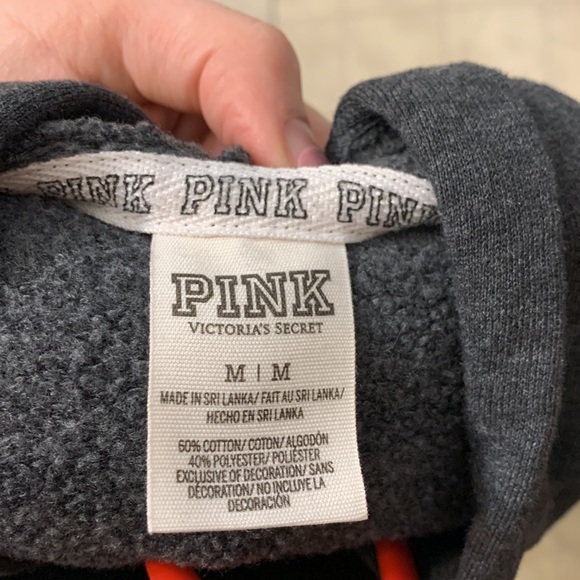 PINK PINK PINK
PINK
VICTORIA'S SECRET
M | M
MADE IN SRI LANKA/ FAIT AU SRI LANKA/
HECHO EN SRI LANKA
60% COTTON/ COTON/ ALGODÓN
40% POLYESTER/ POLIÉSTER
EXCLUSIVE OF DECORATION/ SANS
DÉCORATION/ NO INCLUYE LA
DECORACIÓN